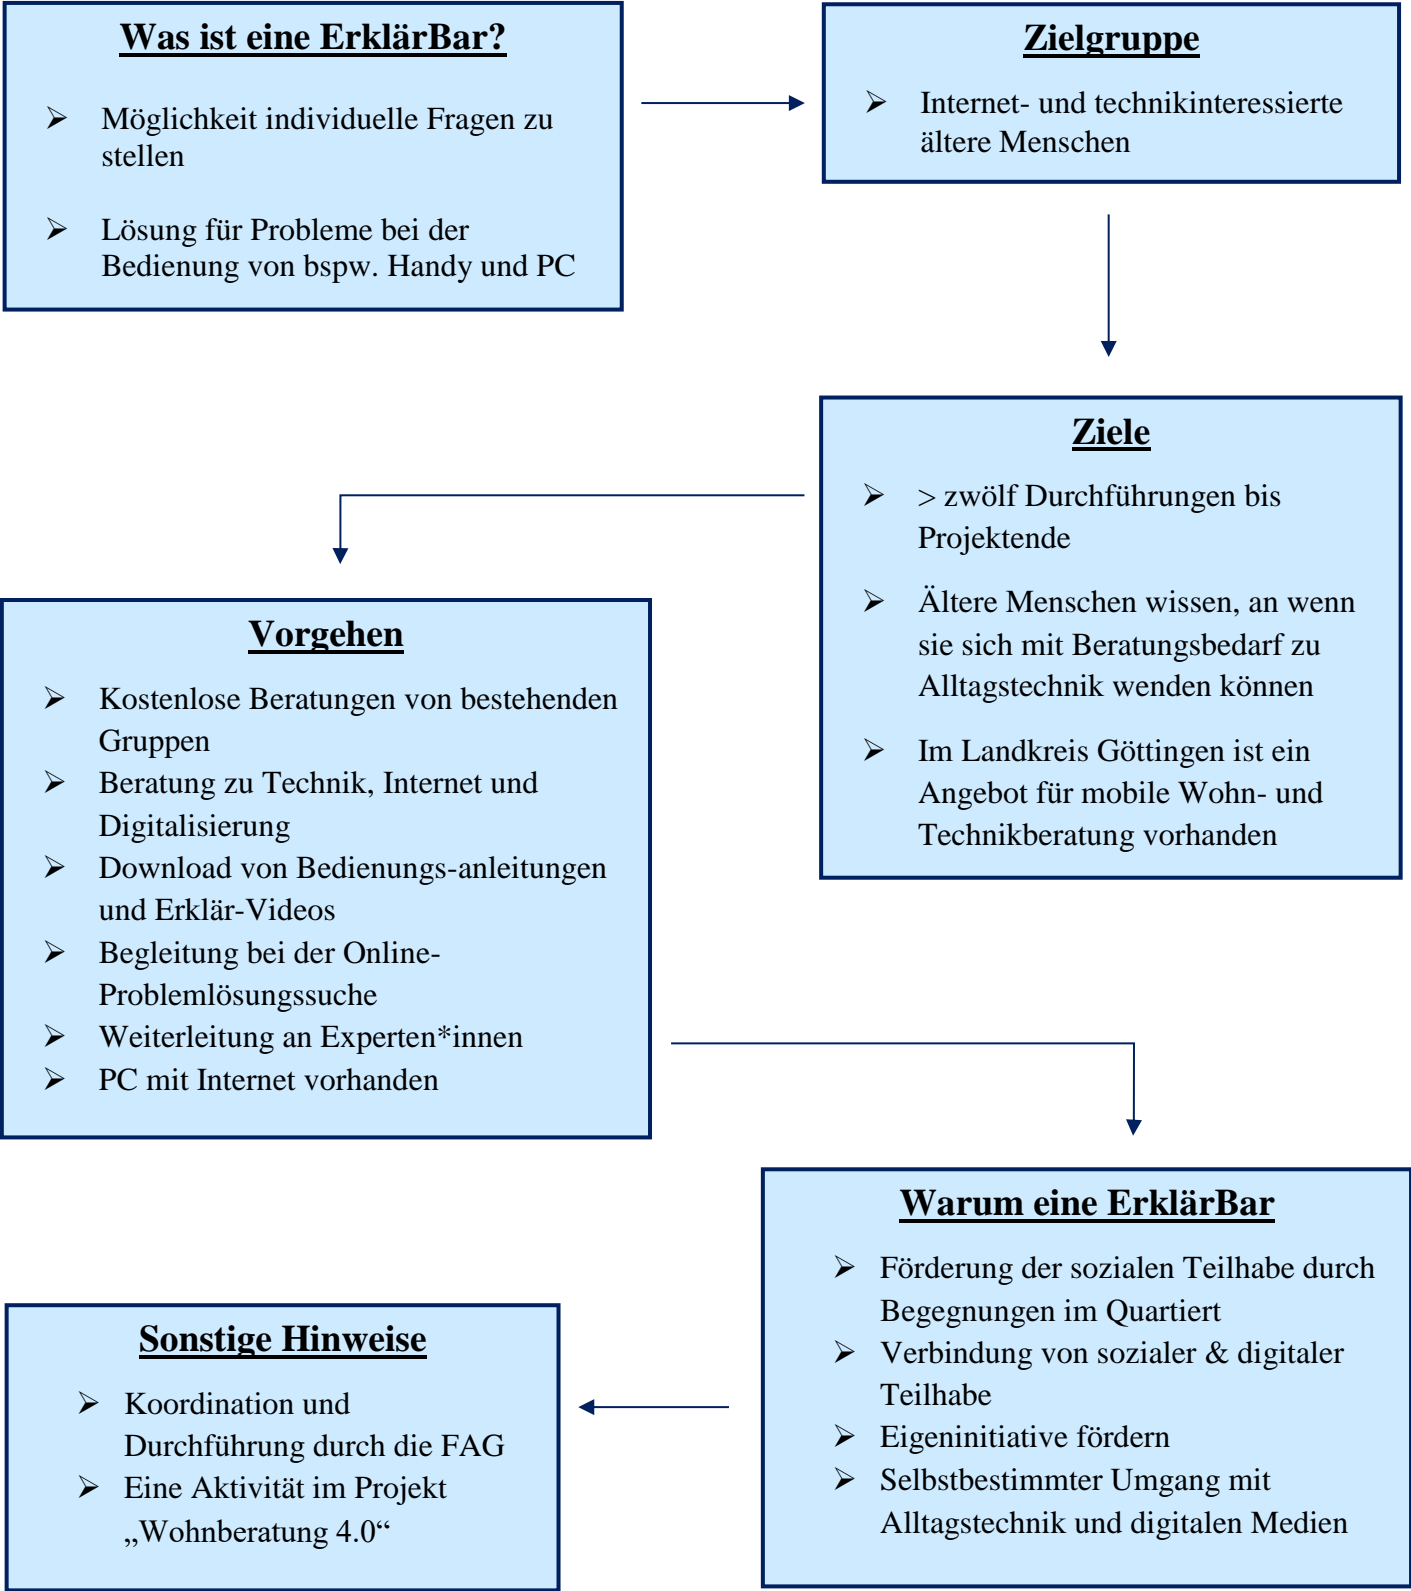 Was ist eine ErklärBar?
➢ Möglichkeit individuelle Fragen zu
stellen
➢ Lösung für Probleme bei der
Bedienung von bspw. Handy und PC
Zielgruppe
➢ Internet- und technikinteressierte
ältere Menschen
Ziele
➢ > zwölf Durchführungen bis
Projektende
➢ Ältere Menschen wissen, an wenn
sie sich mit Beratungsbedarf zu
Alltagstechnik wenden können
➢ Im Landkreis Göttingen ist ein
Angebot für mobile Wohn- und
Technikberatung vorhanden
Vorgehen
➢ Kostenlose Beratungen von bestehenden
Gruppen
➢ Beratung zu Technik, Internet und
Digitalisierung
➢ Download von Bedienungs-anleitungen
und Erklär-Videos
➢ Begleitung bei der Online-
Problemlösungssuche
➢ Weiterleitung an Experten*innen
➢ PC mit Internet vorhanden
Warum eine ErklärBar
➢ Förderung der sozialen Teilhabe durch
Begegnungen im Quartiert
➢ Verbindung von sozialer & digitaler
Teilhabe
➢ Eigeninitiative fördern
➢ Selbstbestimmter Umgang mit
Alltagstechnik und digitalen Medien
Sonstige Hinweise
➢ Koordination und
Durchführung durch die FAG
➢ Eine Aktivität im Projekt
„Wohnberatung 4.0“